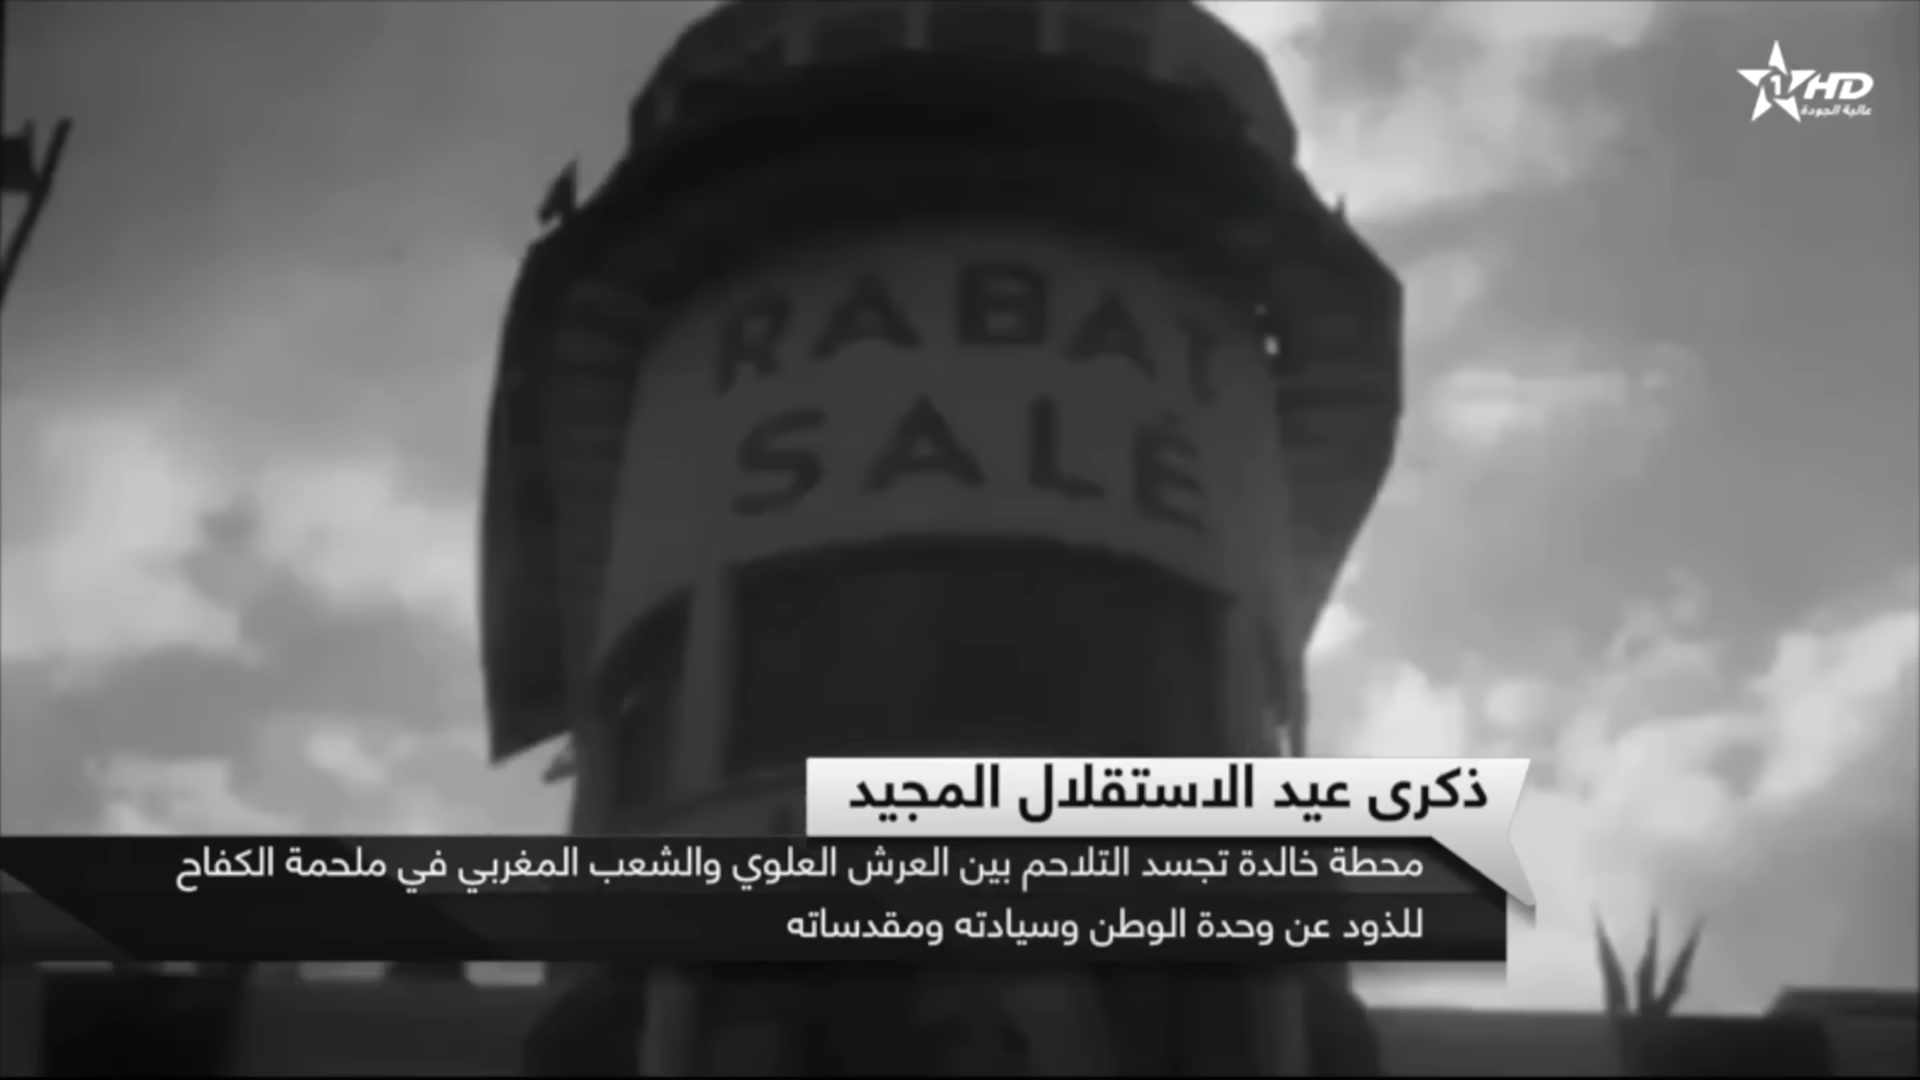 1 HD
عالية الجودة
RABAT
SALÉ
ذكرى عيد الاستقلال المجيد
محطة خالدة تجسد التلاحم بين العرش العلوي والشعب المغربي في ملحمة الكفاح
للذود عن وحدة الوطن وسيادته ومقدساته